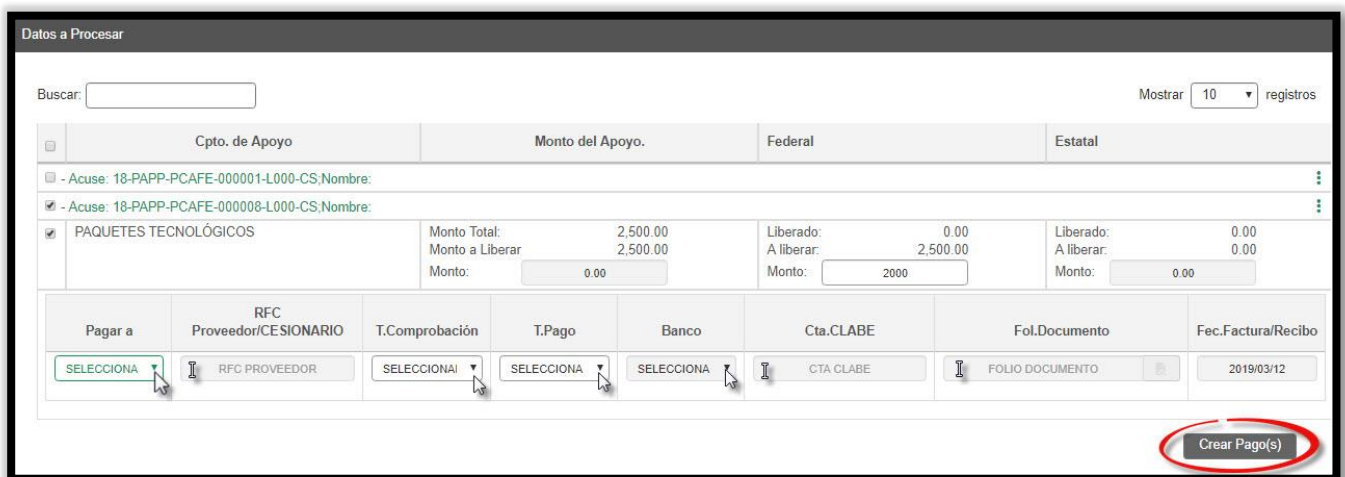 Datos a Procesar
Buscar:
Mostrar 10 registros
Cpto. de Apoyo Monto del Apoyo. Federal Estatal
- Acuse: 18-PAPP-PCAFE-000001-L000-CS;Nombre:
- Acuse: 18-PAPP-PCAFE-000008-L000-CS;Nombre:
PAQUETES TECNOLÓGICOS Monto Total: 2,500.00 Liberado: 0.00 Liberado: 0.00
Monto a Liberar 2,500.00 A liberar: 2,500.00 A liberar: 0.00
Monto: 0.00 Monto: 2000 Monto: 0.00
Pagar a RFC Proveedor/CESIONARIO T.Comprobación T.Pago Banco Cta.CLABE Fol.Documento Fec.Factura/Recibo
SELECCIONA RFC PROVEEDOR SELECCIONAI SELECCIONA SELECCIONA CTA CLABE FOLIO DOCUMENTO 2019/03/12
Crear Pago(s)